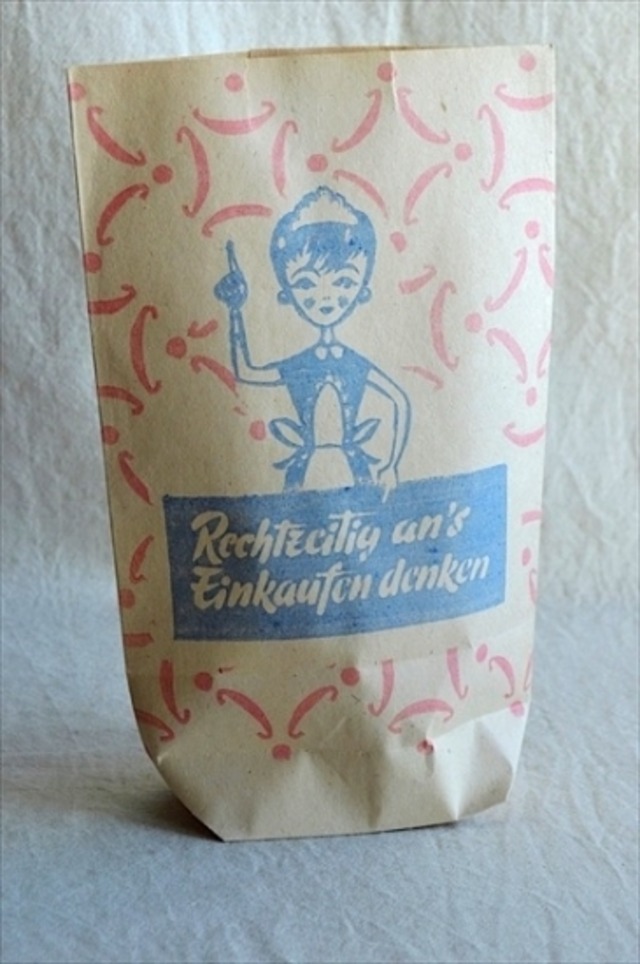 Rechtzeitig an's
Einkaufen denken